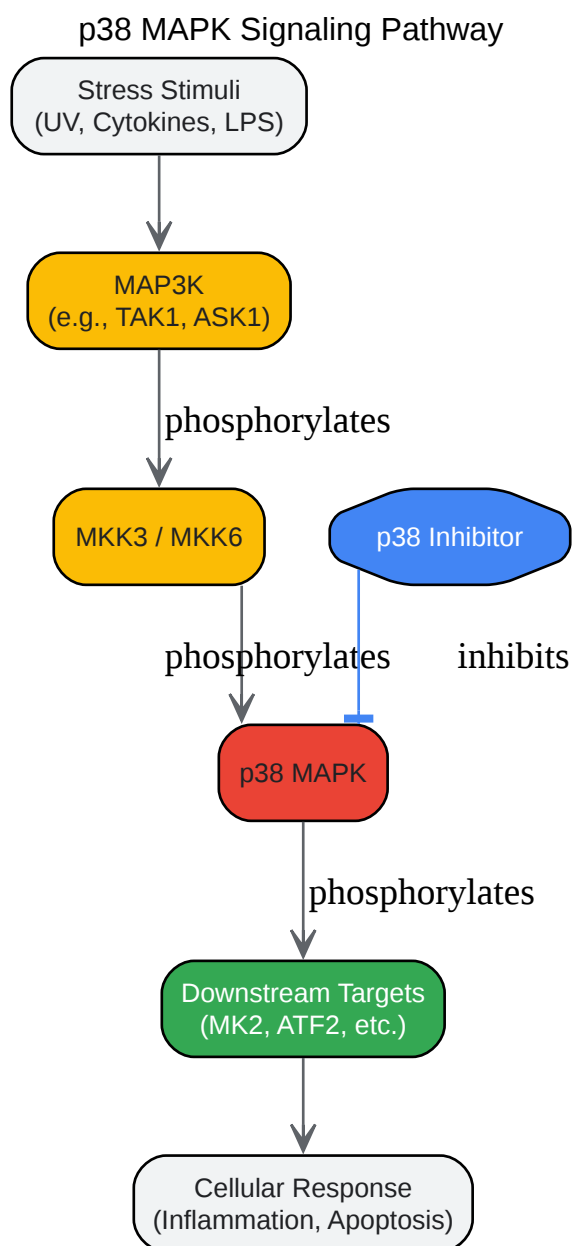 p38 MAPK Signaling Pathway
Stress Stimuli
(UV, Cytokines, LPS)
MAP3K
(e.g., TAK1, ASK1)
phosphorylates
MKK3 / MKK6
p38 Inhibitor
phosphorylates
inhibits
p38 MAPK
phosphorylates
Downstream Targets
(MK2, ATF2, etc.)
Cellular Response
(Inflammation, Apoptosis)